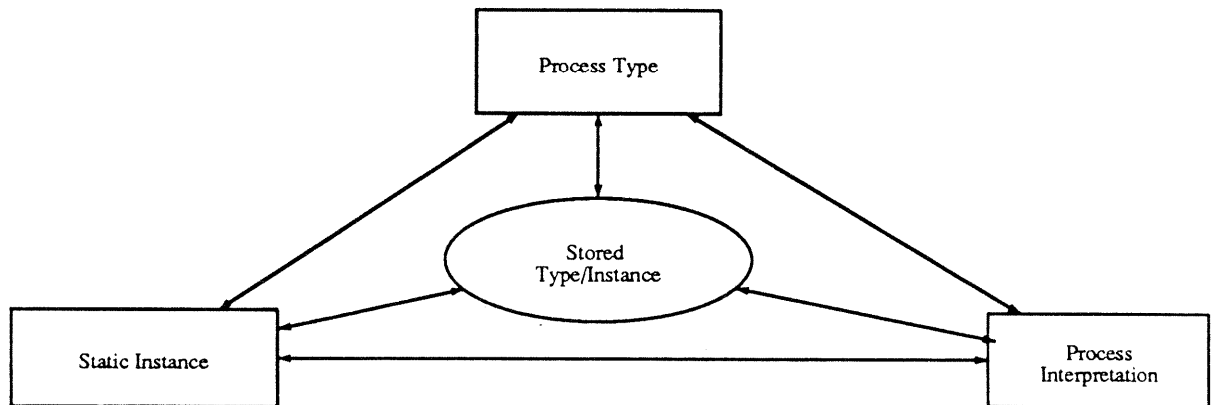 Process Type
Stored
Type/Instance
Static Instance
Process
Interpretation